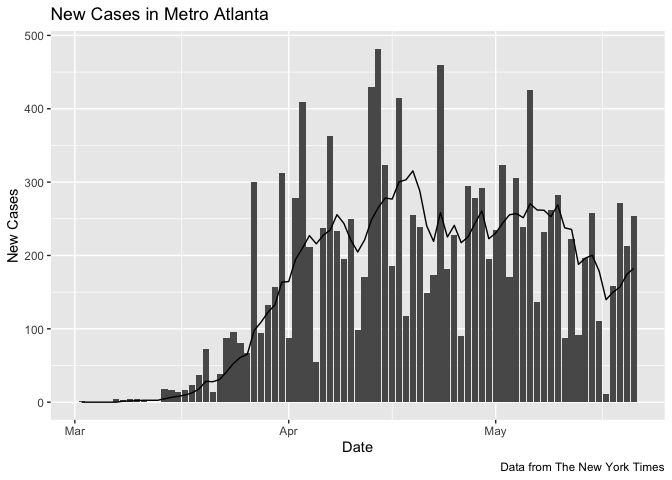 New Cases in Metro Atlanta
500
400
300
200
100
0
New Cases
Mar
Apr
May
Date
Data from The New York Times